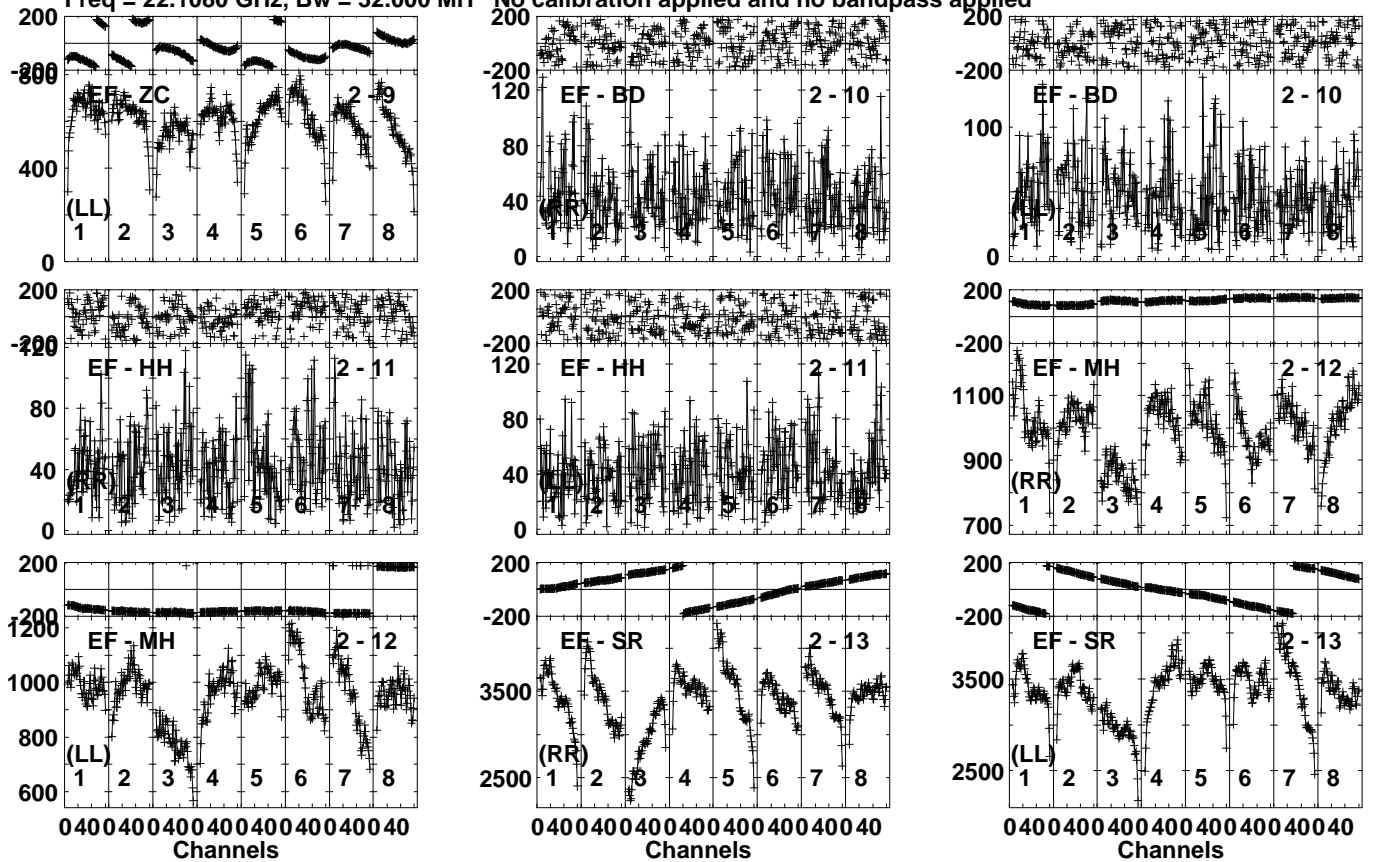 Freq = 22.1080 GHz, Bw = 32.000 MH No calibration applied and no bandpass applied
200
-200
800
400
0
EF - ZC 2 - 9
(LL)
1 2 3 4 5 6 7 8
200
-200
120
80
40
0
EF - BD 2 - 10
(RR)
1 2 3 4 5 6 7 8
200
-200
100
0
EF - BD 2 - 10
(LL)
1 2 3 4 5 6 7 8
200
-200
120
80
40
0
EF - HH 2 - 11
(RR)
1 2 3 4 5 6 7 8
200
-200
120
80
40
0
EF - HH 2 - 11
(LL)
1 2 3 4 5 6 7 8
200
-200
1100
900
700
EF - MH 2 - 12
(RR)
1 2 3 4 5 6 7 8
200
-200
1200
1000
800
600
EF - MH 2 - 12
(LL)
1 2 3 4 5 6 7 8
0 40 0 40 0 40 0 40 0 40 0 40 0 40 0 40
Channels
200
-200
3500
2500
EF - SR 2 - 13
(RR)
1 2 3 4 5 6 7 8
0 40 0 40 0 40 0 40 0 40 0 40 0 40 0 40
Channels
200
-200
3500
2500
EF - SR 2 - 13
(LL)
1 2 3 4 5 6 7 8
0 40 0 40 0 40 0 40 0 40 0 40 0 40 0 40
Channels